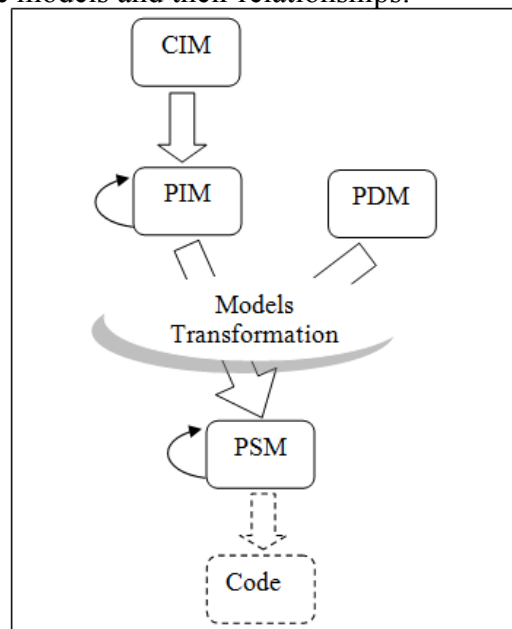 models and their relationships.
CIM
PIM
PDM
Models
Transformation
PSM
Code